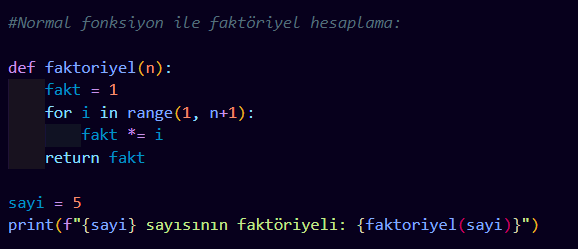 #Normal fonksiyon ile faktöriyel hesaplama:

def faktoriyel(n):
    fakt = 1
    for i in range(1, n+1):
        fakt *= i
    return fakt

sayi = 5
print(f"{sayi} sayısının faktöriyeli: {faktoriyel(sayi)}")